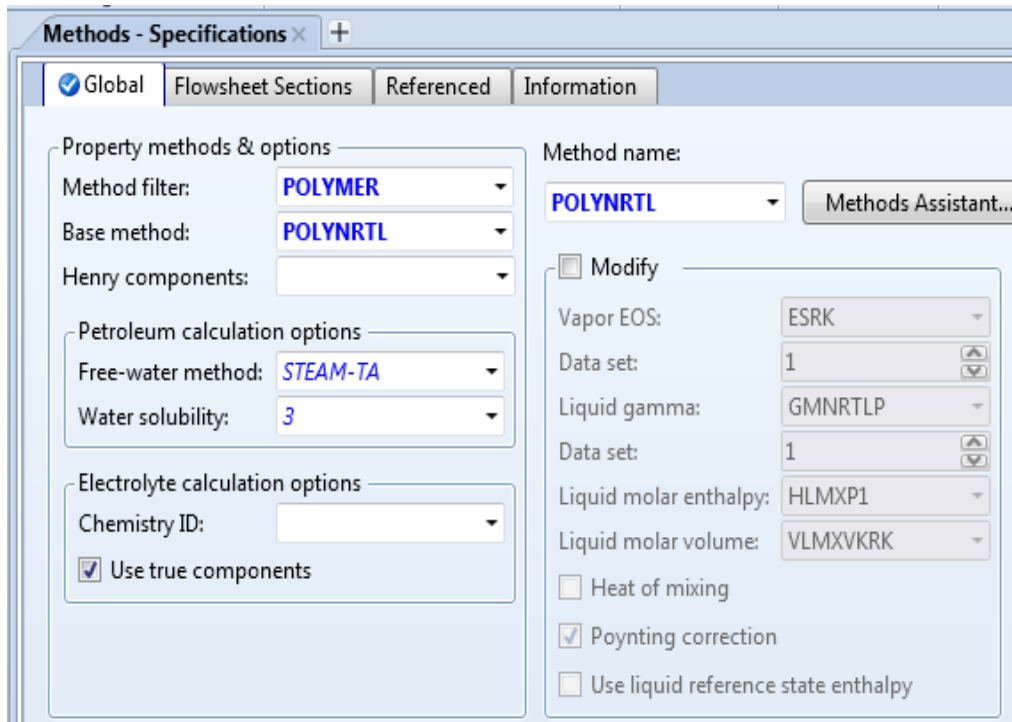 Methods - Specifications × +
Global Flowsheet Sections Referenced Information
Property methods & options
Method filter: POLYMER
Base method: POLYNRTL
Henry components:
Petroleum calculation options
Free-water method: STEAM-TA
Water solubility: 3
Electrolyte calculation options
Chemistry ID:
Use true components
Method name:
POLYNRTL Methods Assistant...
Modify
Vapor EOS: ESRK
Data set: 1
Liquid gamma: GMNRTLP
Data set: 1
Liquid molar enthalpy: HLMXP1
Liquid molar volume: VLMXVKRK
Heat of mixing
Poynting correction
Use liquid reference state enthalpy